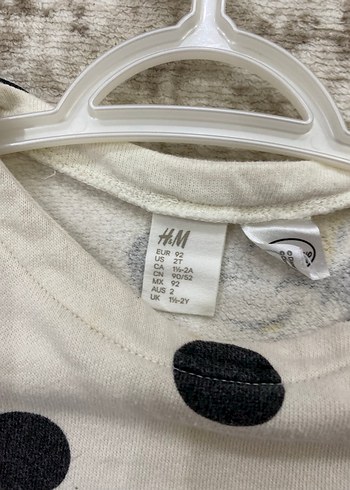 H&M
EUR 92
US 2T
CA 1½-2A
CN 90/52
MX 92
AUS 2
UK 1½-2Y